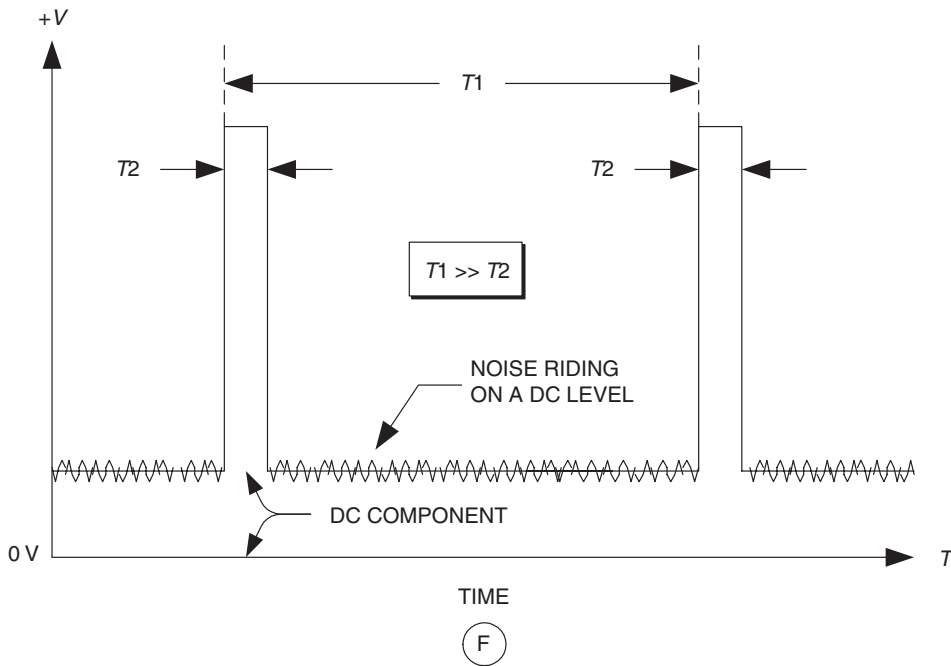 +V
T1
T2
T2
T1 >> T2
NOISE RIDING
ON A DC LEVEL
DC COMPONENT
0 V
T
TIME
F